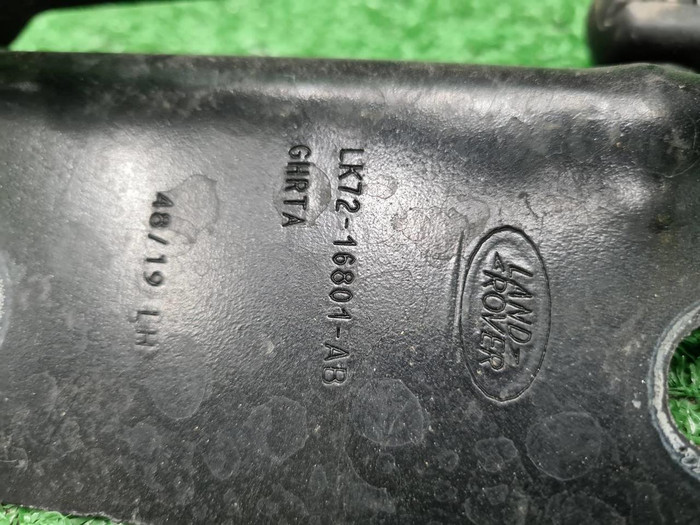 LAND
ROVER
LK72-16801-AB
GHRTA
48/19 LH